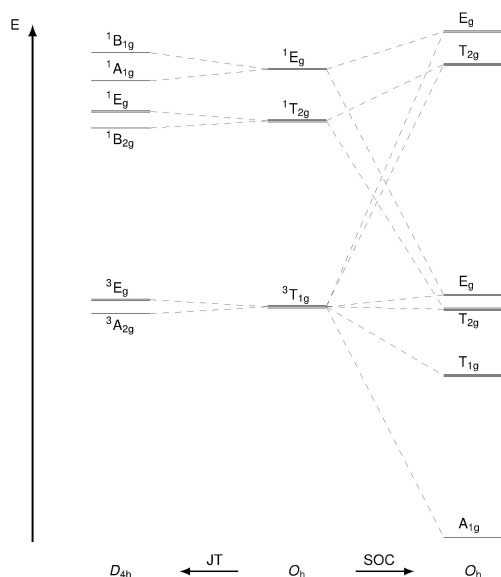 E
¹B₁g
¹A₁g
¹Eg
¹B₂g
³Eg
³A₂g
¹Eg
¹T₂g
³T₁g
Eg
T₂g
Eg
T₂g
T₁g
A₁g
D₄h
JT
Oh
SOC
Oh